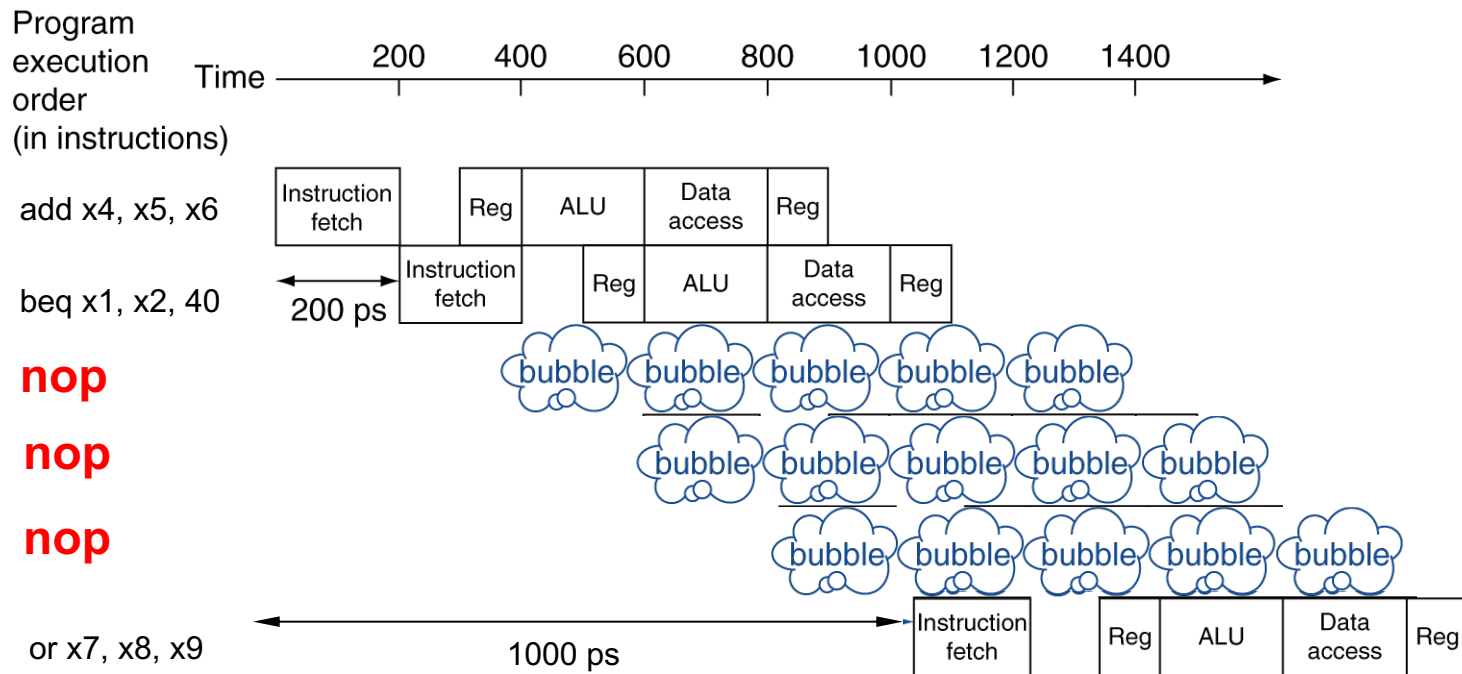 Program
execution
order
(in instructions)
Time
200 400 600 800 1000 1200 1400
add x4, x5, x6
Instruction
fetch
Reg
ALU
Data
access
Reg
beq x1, x2, 40
200 ps
Instruction
fetch
Reg
ALU
Data
access
Reg
nop
bubble bubble bubble bubble bubble
nop
bubble bubble bubble bubble bubble
nop
bubble bubble bubble bubble bubble
or x7, x8, x9
1000 ps
Instruction
fetch
Reg
ALU
Data
access
Reg